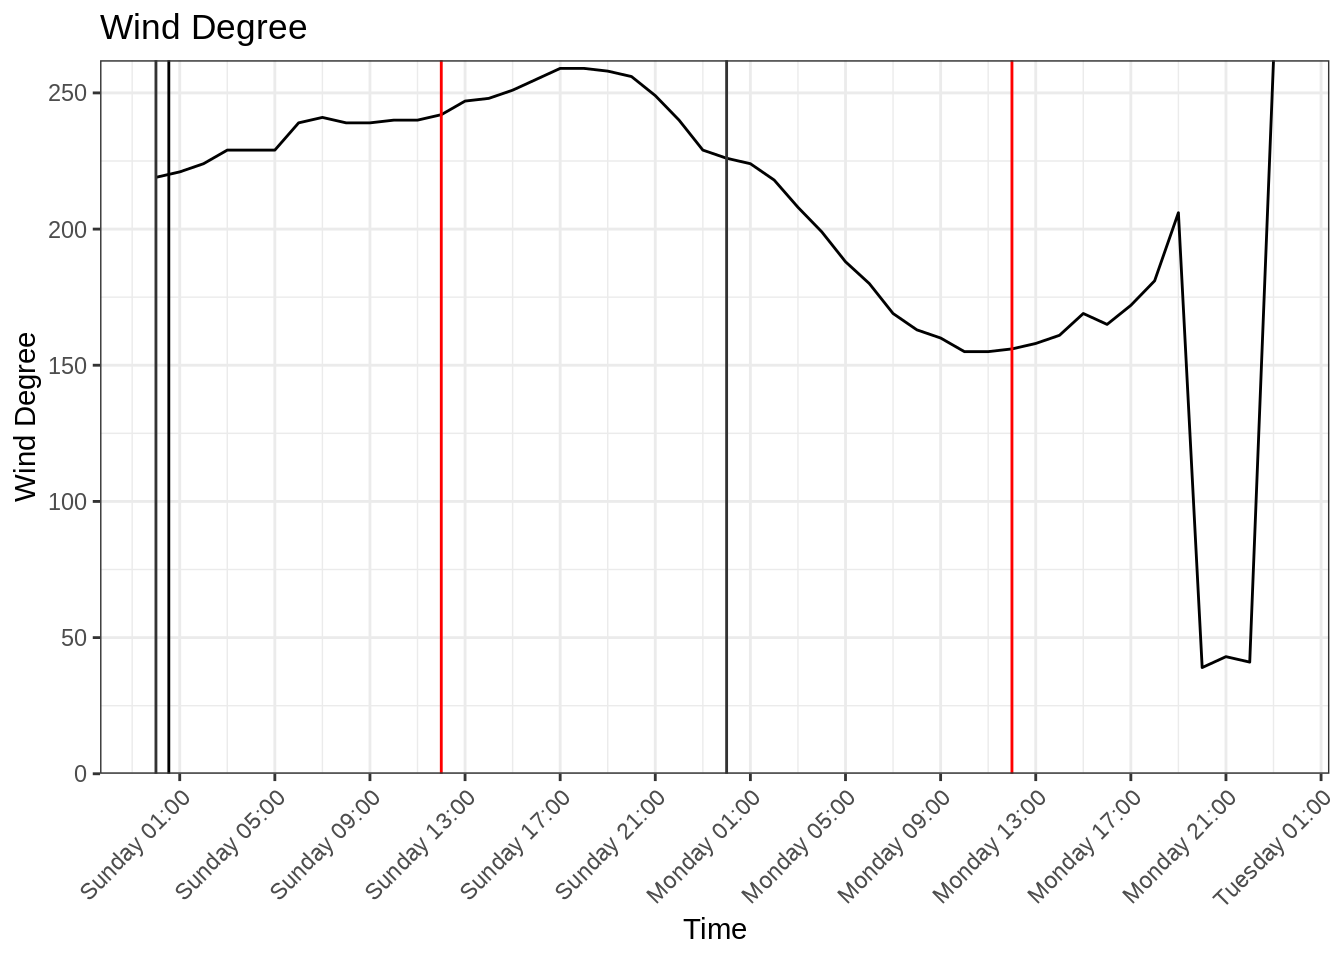 Wind Degree
Wind Degree
250
200
150
100
50
0
Sunday 01:00
Sunday 05:00
Sunday 09:00
Sunday 13:00
Sunday 17:00
Sunday 21:00
Monday 01:00
Monday 05:00
Monday 09:00
Monday 13:00
Monday 17:00
Monday 21:00
Tuesday 01:00
Time